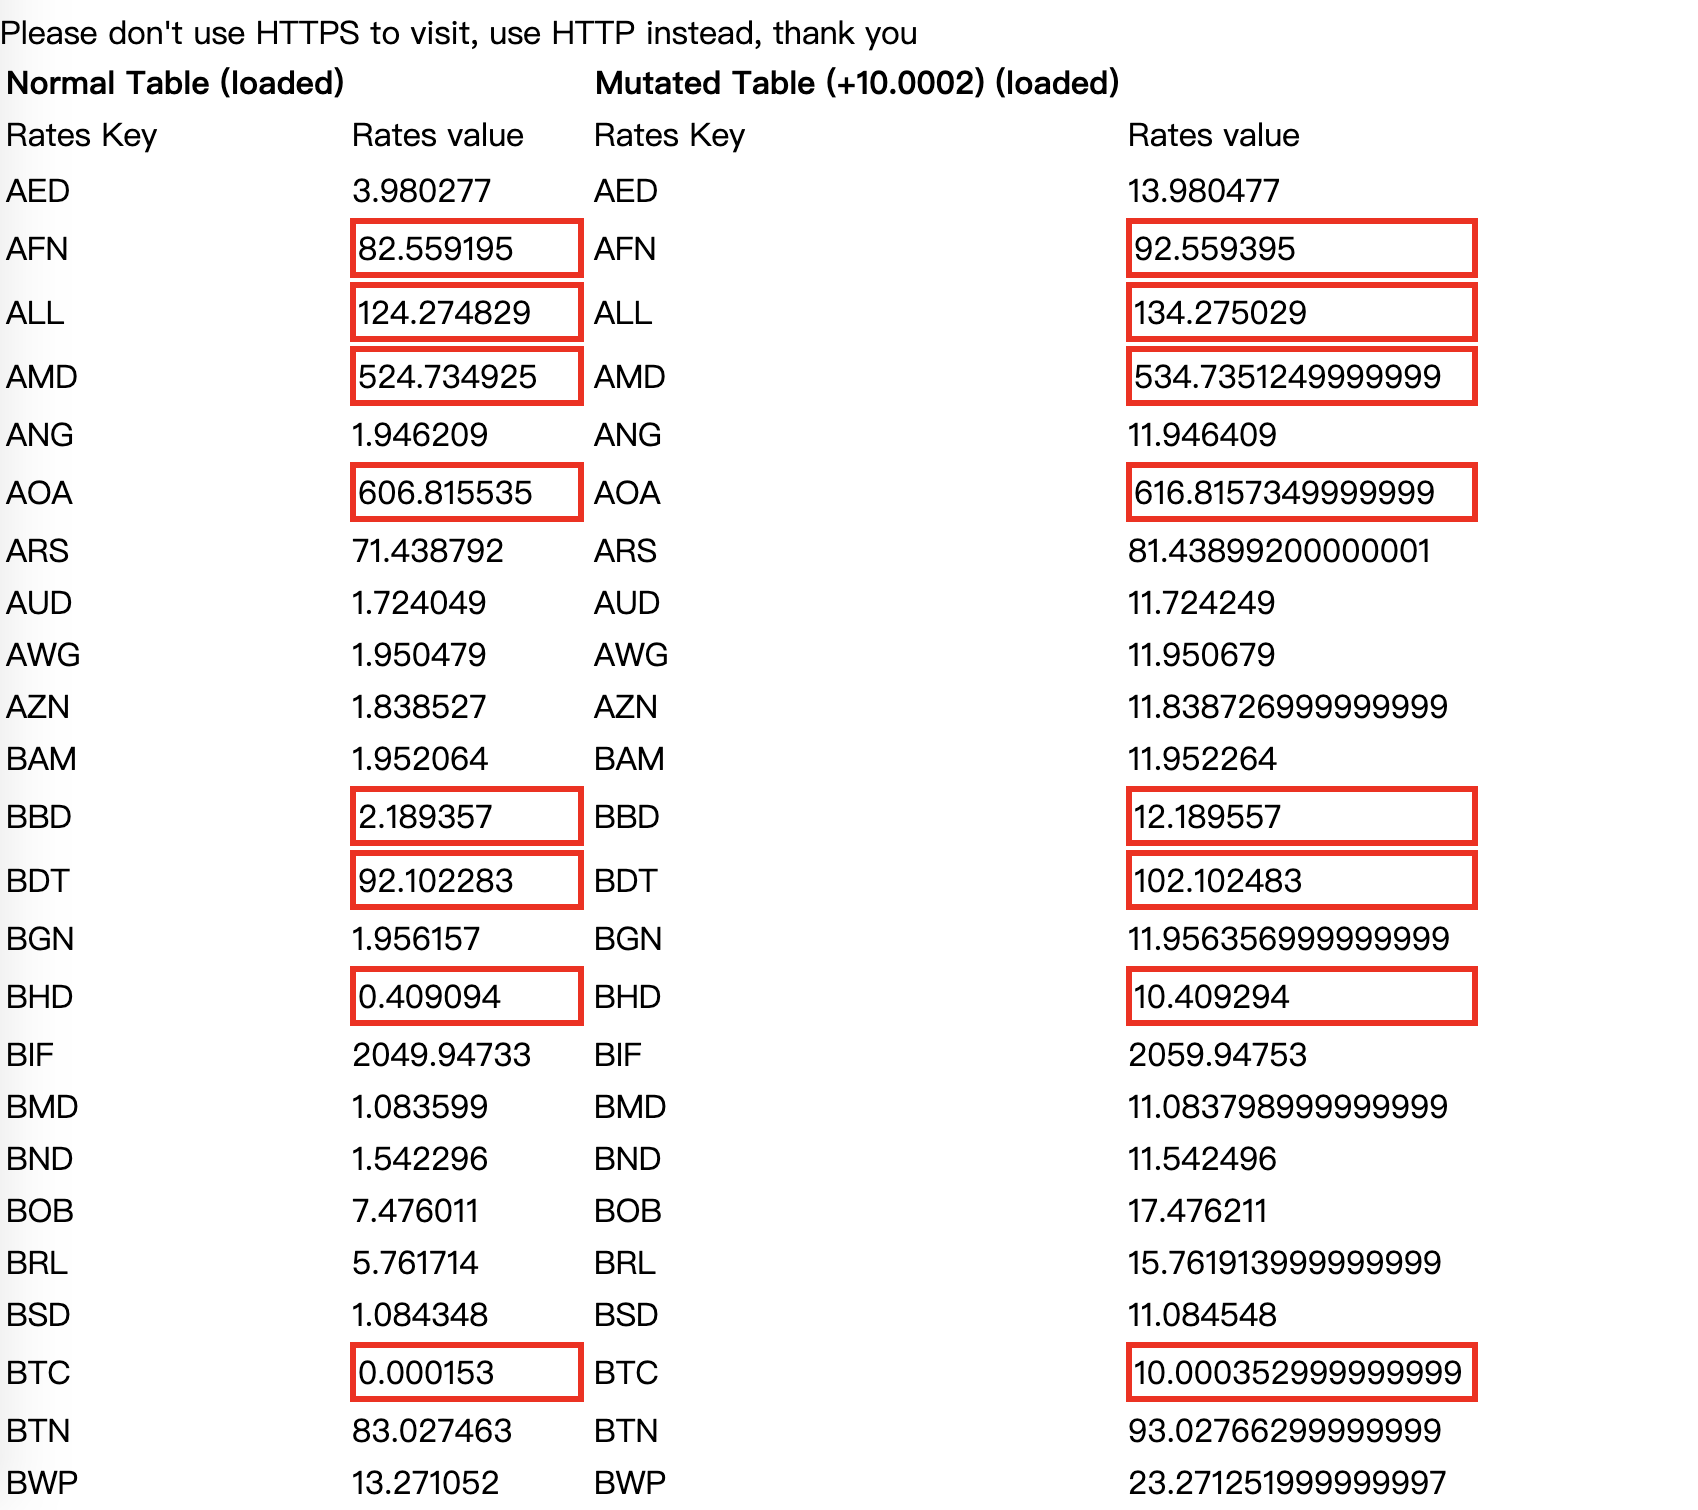 Please don't use HTTPS to visit, use HTTP instead, thank you
Normal Table (loaded) Mutated Table (+10.0002) (loaded)
Rates Key Rates value Rates Key Rates value
AED 3.980277 AED 13.980477
AFN 82.559195 AFN 92.559395
ALL 124.274829 ALL 134.275029
AMD 524.734925 AMD 534.7351249999999
ANG 1.946209 ANG 11.946409
AOA 606.815535 AOA 616.8157349999999
ARS 71.438792 ARS 81.43899200000001
AUD 1.724049 AUD 11.724249
AWG 1.950479 AWG 11.950679
AZN 1.838527 AZN 11.838726999999999
BAM 1.952064 BAM 11.952264
BBD 2.189357 BBD 12.189557
BDT 92.102283 BDT 102.102483
BGN 1.956157 BGN 11.956356999999999
BHD 0.409094 BHD 10.409294
BIF 2049.94733 BIF 2059.94753
BMD 1.083599 BMD 11.083798999999999
BND 1.542296 BND 11.542496
BOB 7.476011 BOB 17.476211
BRL 5.761714 BRL 15.761913999999999
BSD 1.084348 BSD 11.084548
BTC 0.000153 BTC 10.000352999999999
BTN 83.027463 BTN 93.02766299999999
BWP 13.271052 BWP 23.271251999999997